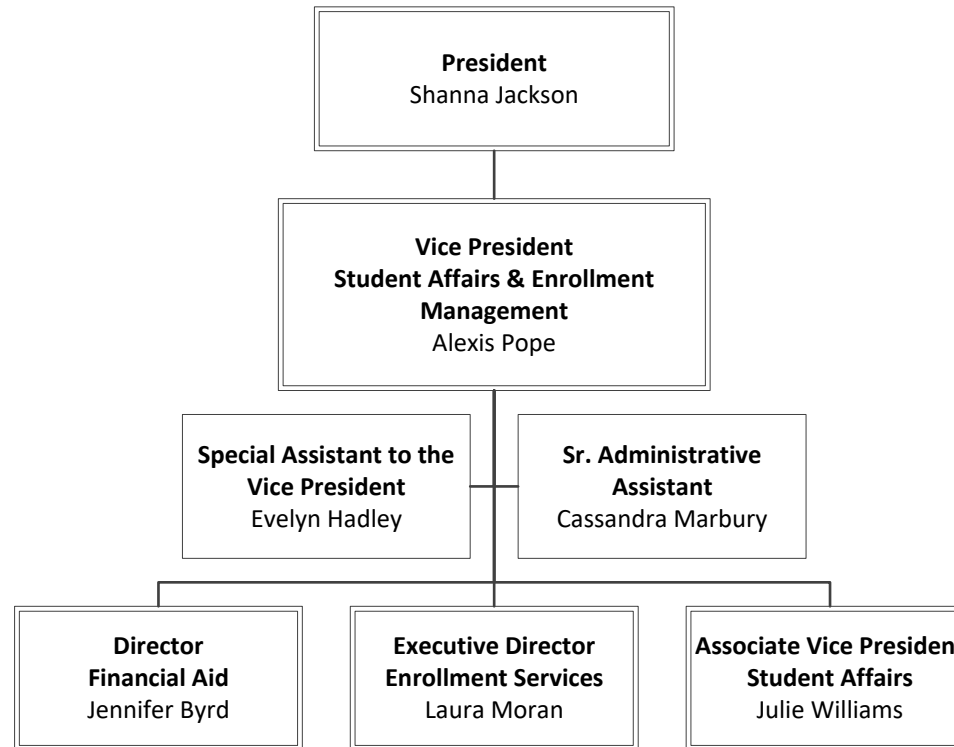 President
Shanna Jackson
Vice President
Student Affairs & Enrollment
Management
Alexis Pope
Special Assistant to the
Vice President
Evelyn Hadley
Sr. Administrative
Assistant
Cassandra Marbury
Director
Financial Aid
Jennifer Byrd
Executive Director
Enrollment Services
Laura Moran
Associate Vice President
Student Affairs
Julie Williams